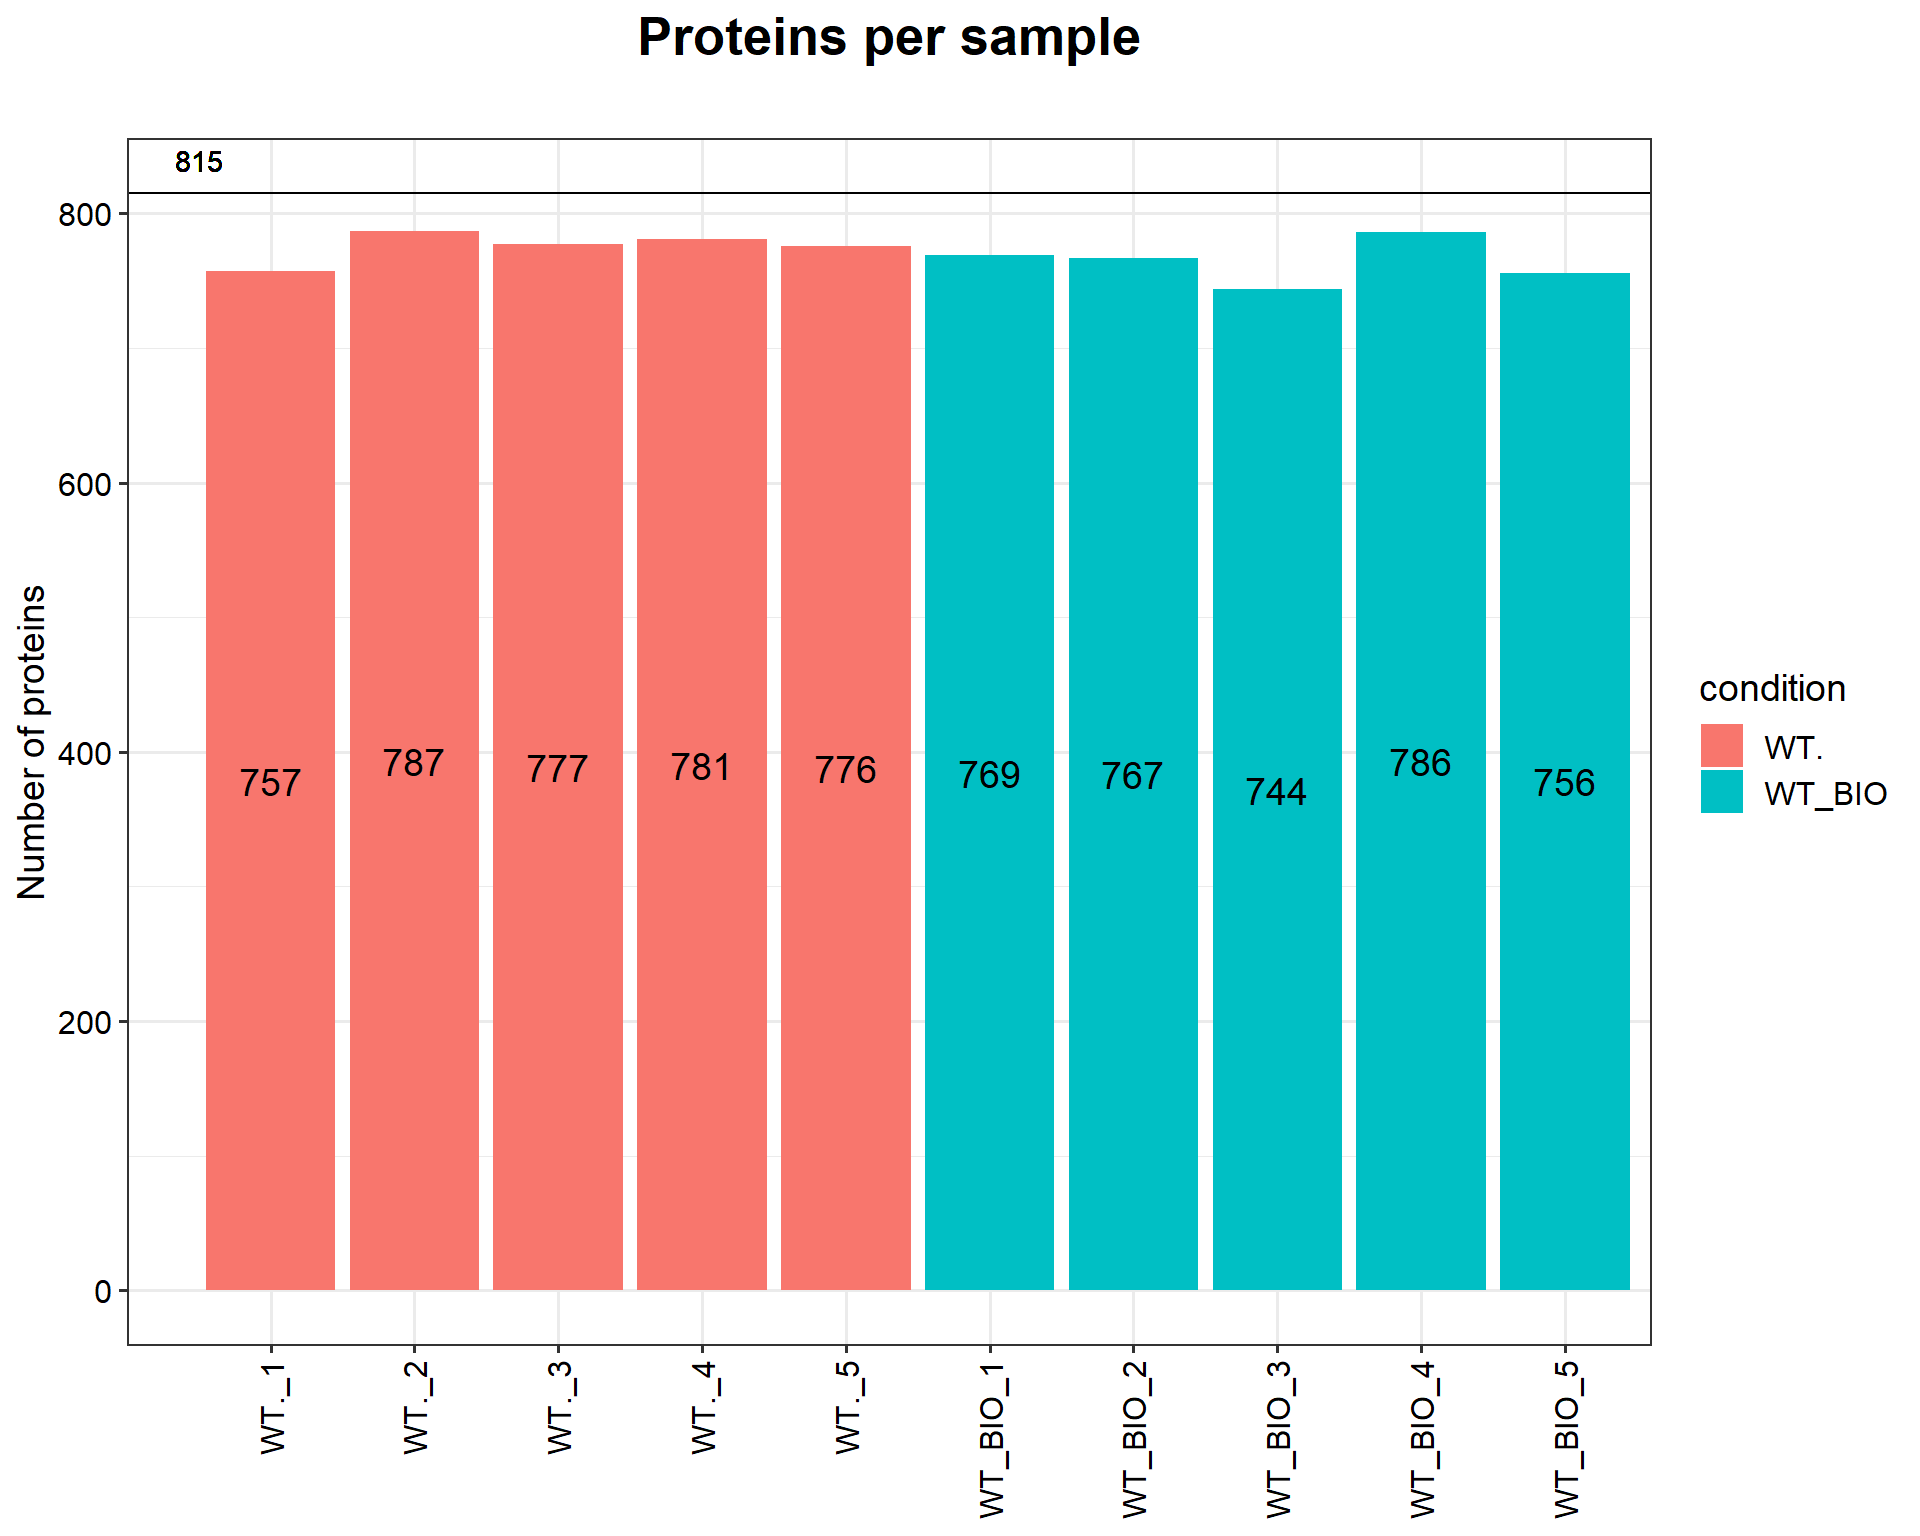 Proteins per sample
815
800
600
400
200
0
Number of proteins
757
787
777
781
776
769
767
744
786
756
WT._1
WT._2
WT._3
WT._4
WT._5
WT_BIO_1
WT_BIO_2
WT_BIO_3
WT_BIO_4
WT_BIO_5
condition
WT.
WT_BIO